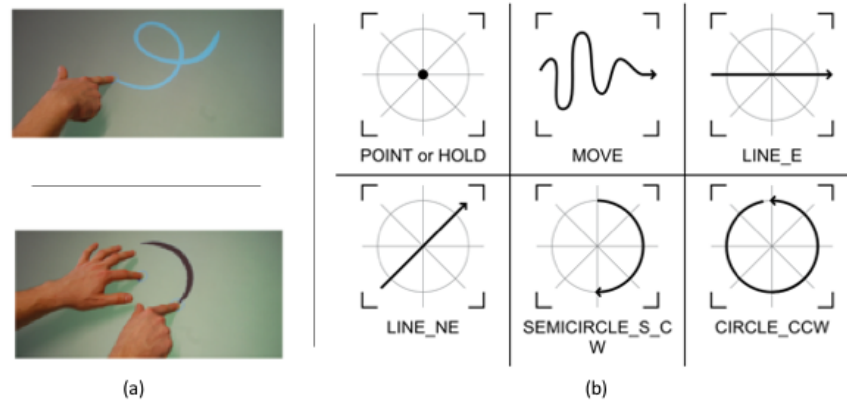 POINT or HOLD
MOVE
LINE_E
LINE_NE
SEMICIRCLE_S_C
W
CIRCLE_CCW
(a)
(b)